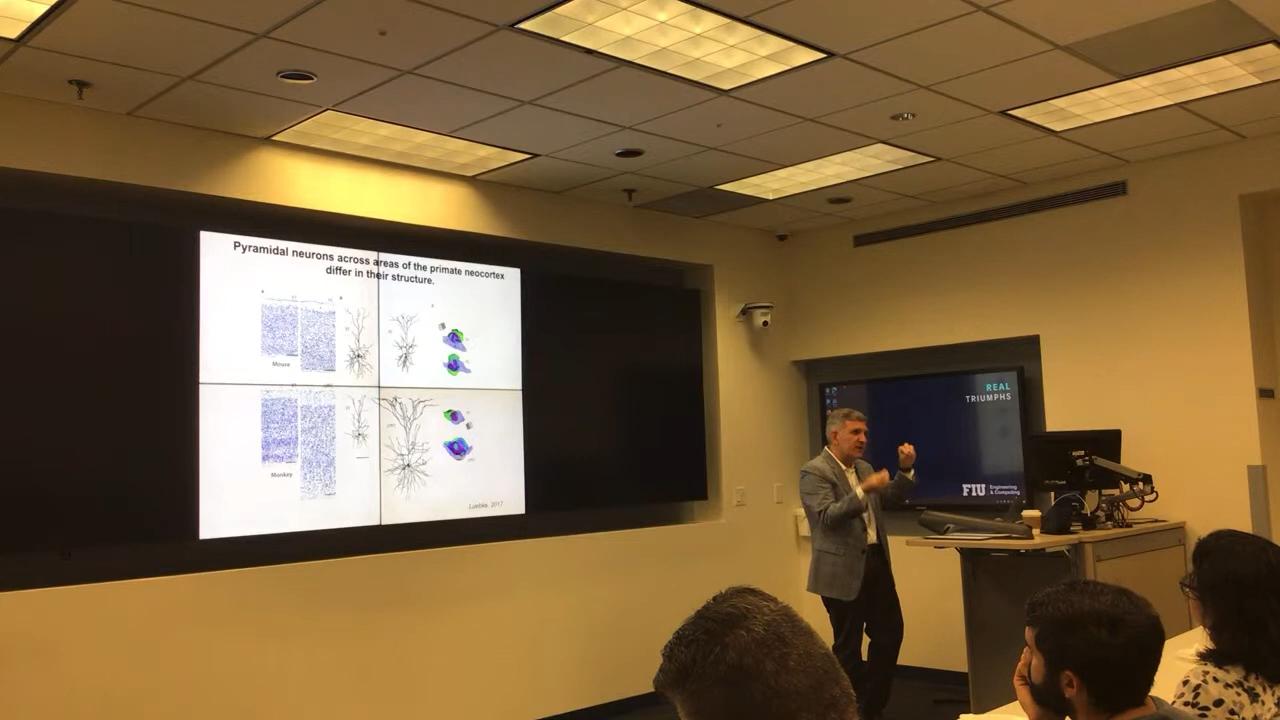 Pyramidal neurons across areas of the primate neocortex
differ in their structure.
Mouse
Monkey
Luebke, 2017
REAL
TRIUMPHS
FIU Engineering
& Computing